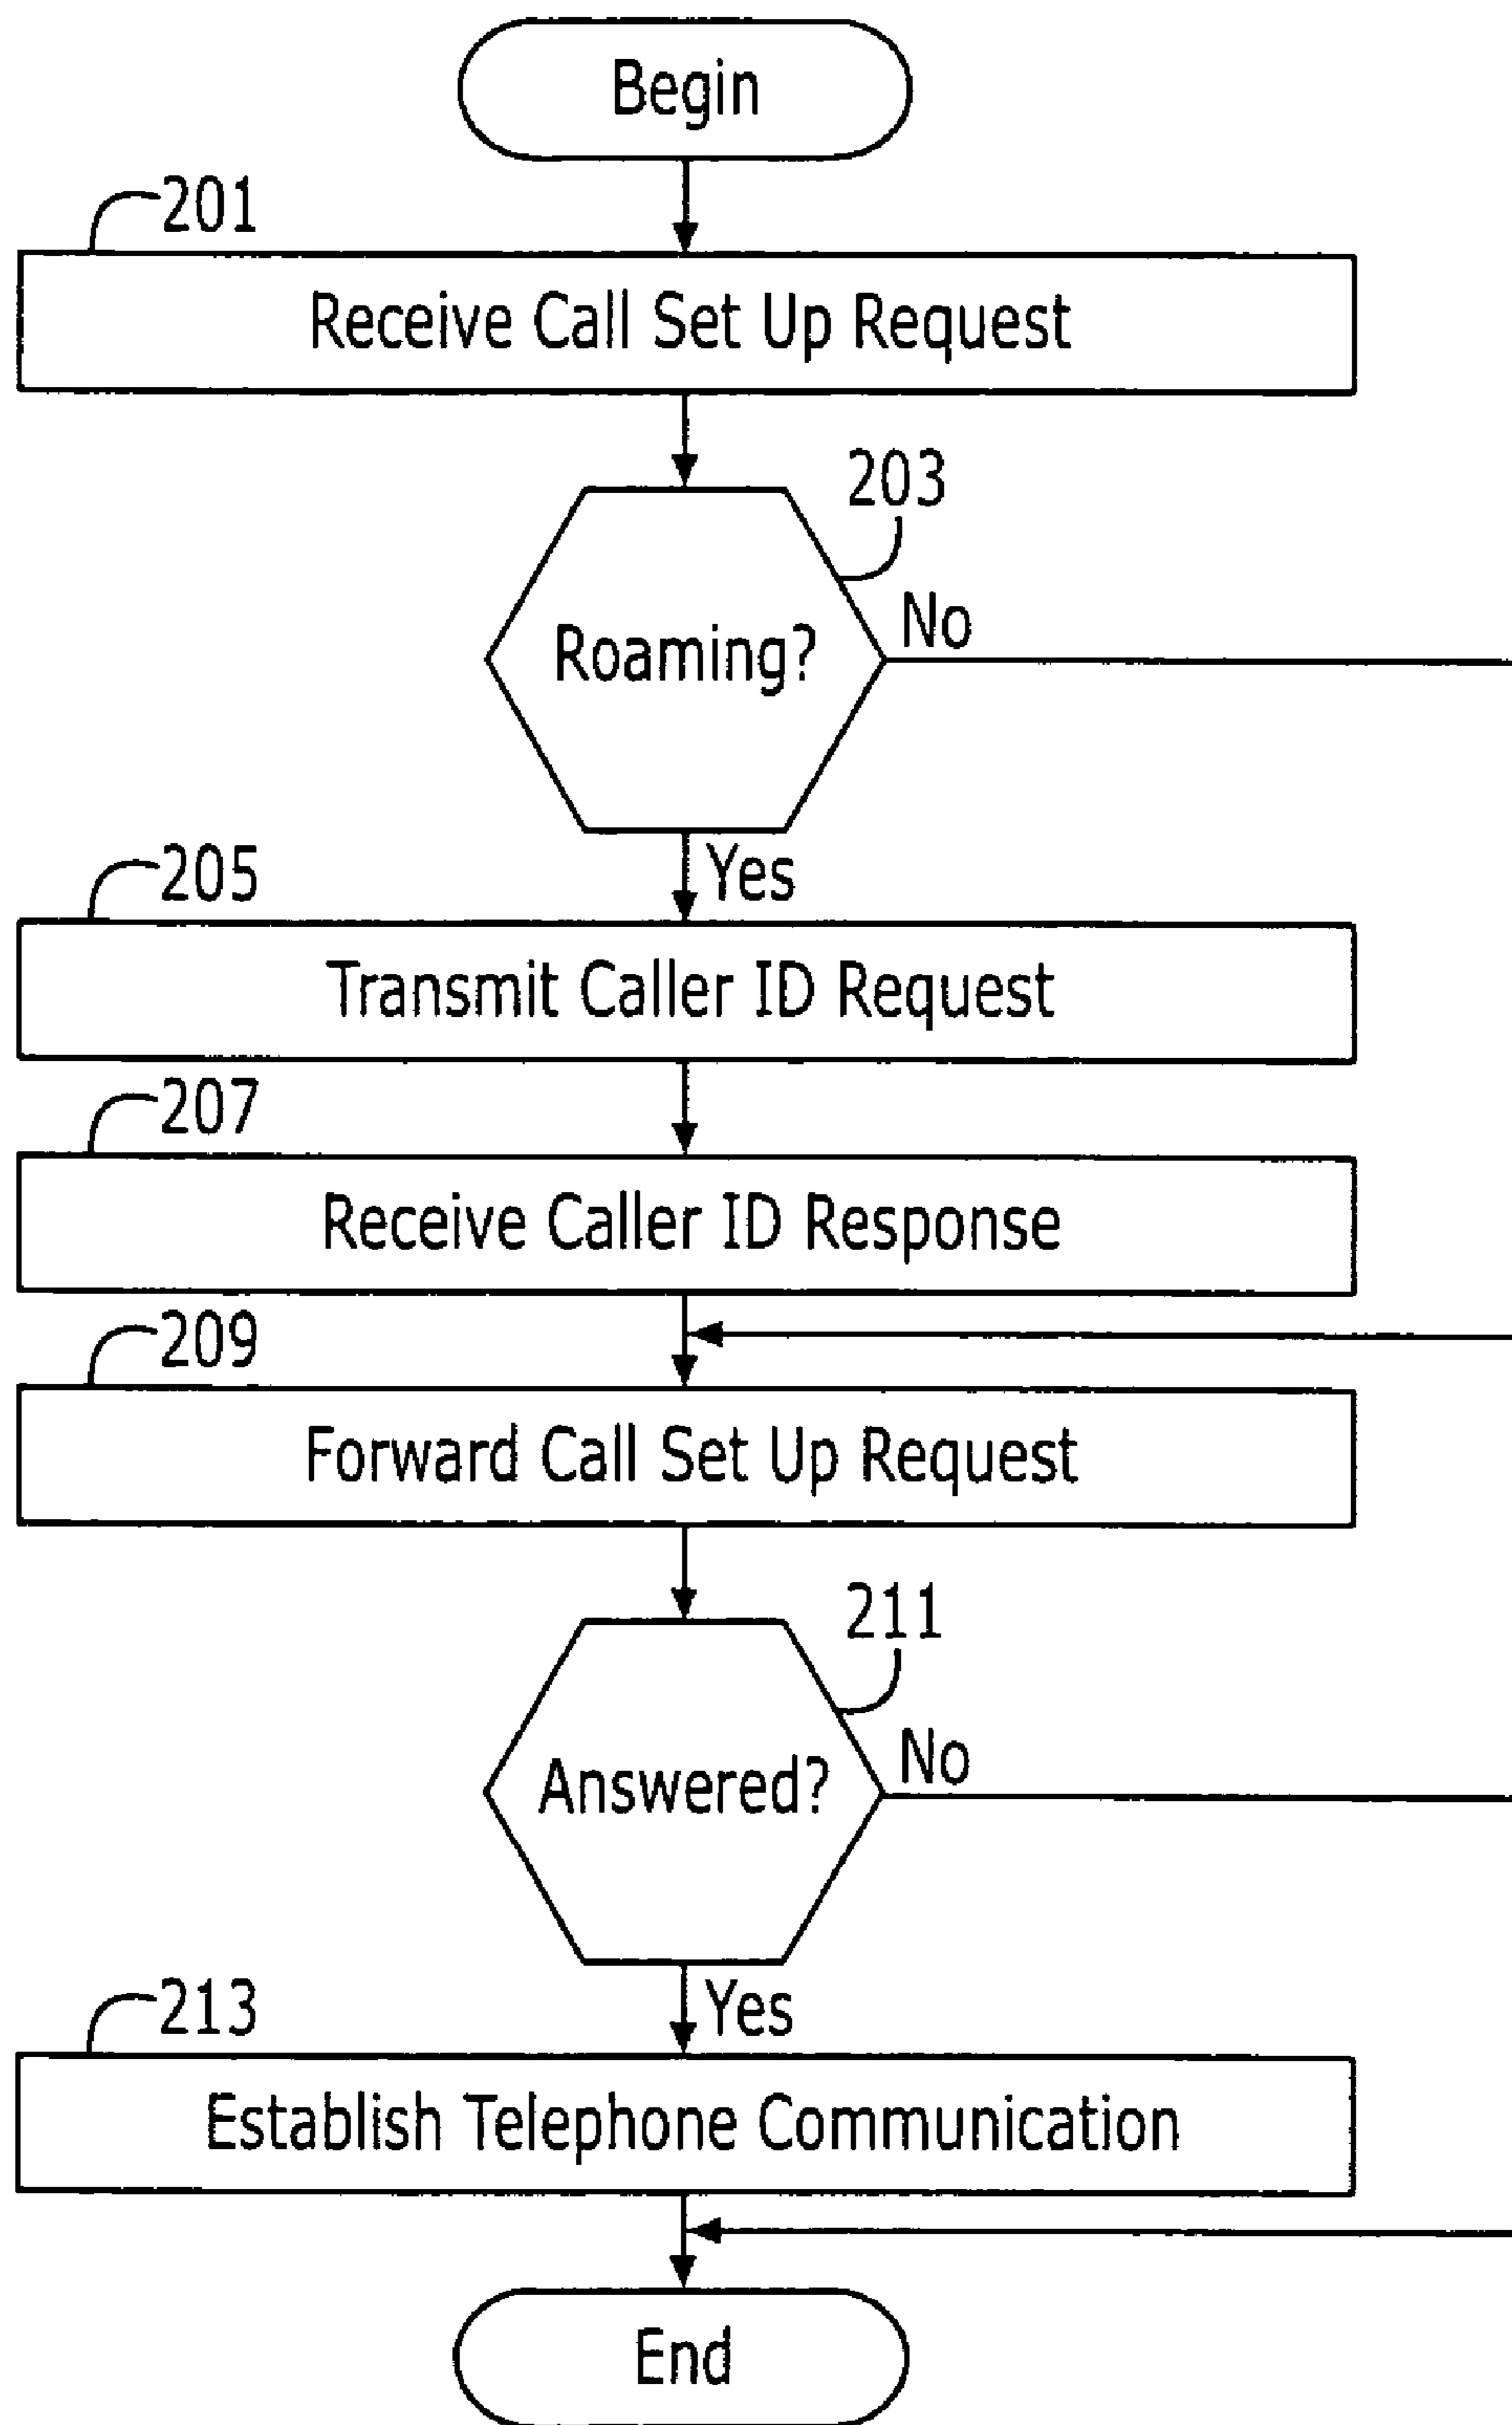 Begin
201
Receive Call Set Up Request
203
Roaming?
No
Yes
205
Transmit Caller ID Request
207
Receive Caller ID Response
209
Forward Call Set Up Request
211
Answered?
No
Yes
213
Establish Telephone Communication
End